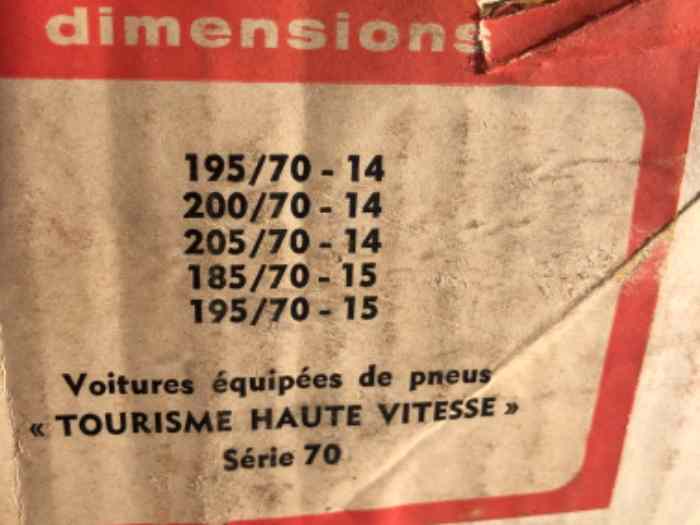 dimensions
195/70 - 14
200/70 - 14
205/70 - 14
185/70 - 15
195/70 - 15
Voitures équipées de pneus
« TOURISME HAUTE VITESSE »
Série 70